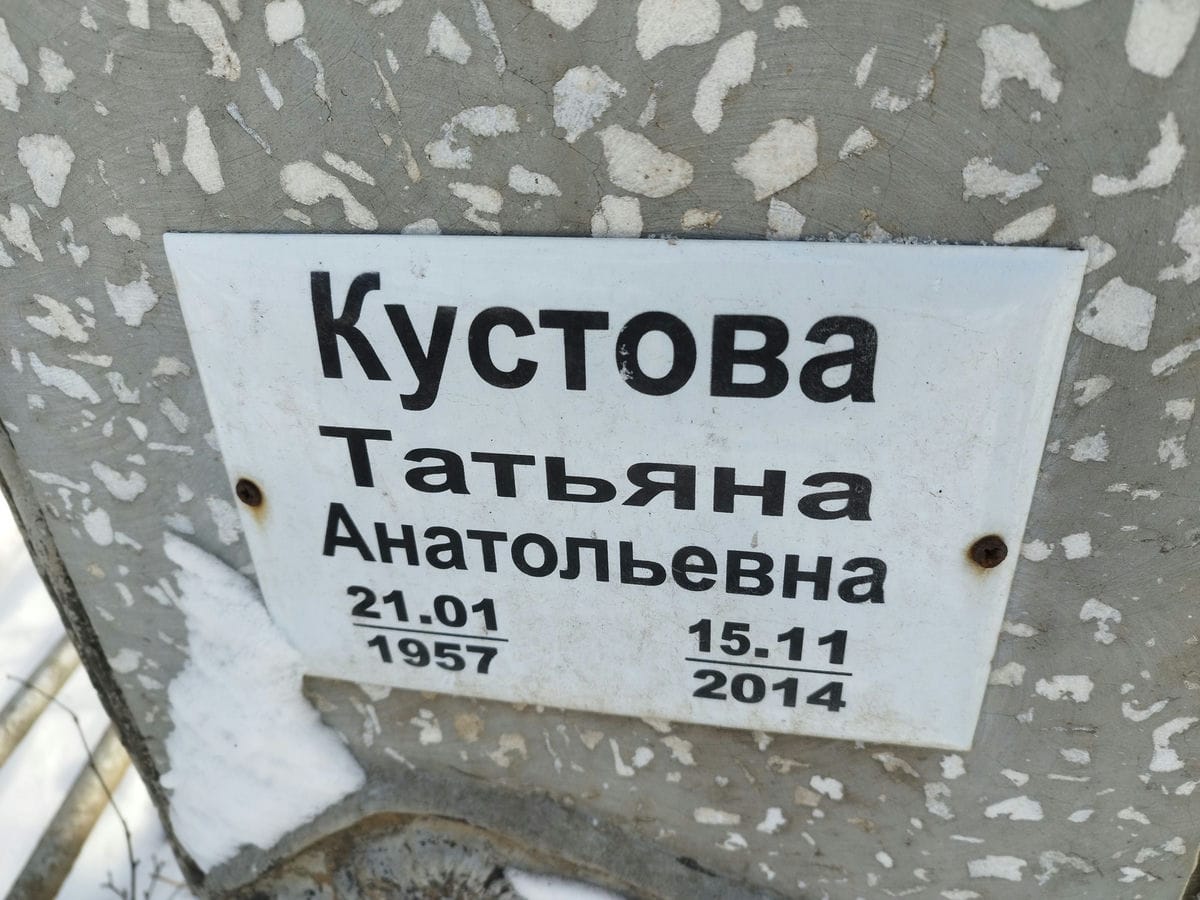 Кустова
Татьяна
Анатольевна
21.01 15.11
1957 2014